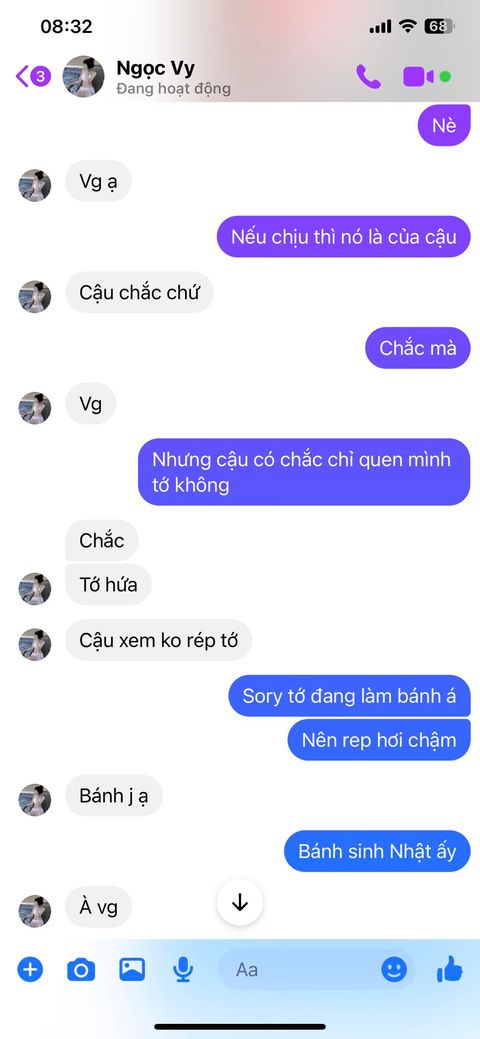 08:32
68
3
Ngọc Vy
Đang hoạt động
Nè
Vg ạ
Nếu chịu thì nó là của cậu
Cậu chắc chứ
Chắc mà
Vg
Nhưng cậu có chắc chỉ quen mình
tớ không
Chắc
Tớ hứa
Cậu xem ko rép tớ
Sory tớ đang làm bánh á
Nên rep hơi chậm
Bánh j ạ
Bánh sinh Nhật ấy
À vg
Aa